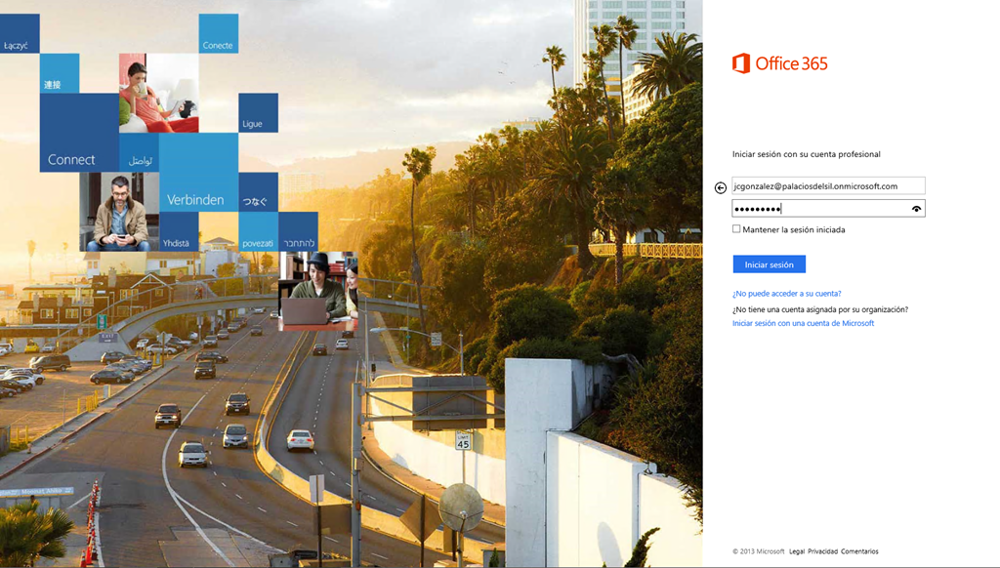 Łączyć
Conecte
連接
Ligue
Connect
تواصل
Verbinden
つなぐ
Yhdistä
povezati
להתחבר
EXIT
LIMIT
45
Office 365
Iniciar sesión con su cuenta profesional
jcgonzalez@palaciosdelsil.onmicrosoft.com
•••••••••
Mantener la sesión iniciada
Iniciar sesión
¿No puede acceder a su cuenta?
¿No tiene una cuenta asignada por su organización?
Iniciar sesión con una cuenta de Microsoft
© 2013 Microsoft Legal Privacidad Comentarios